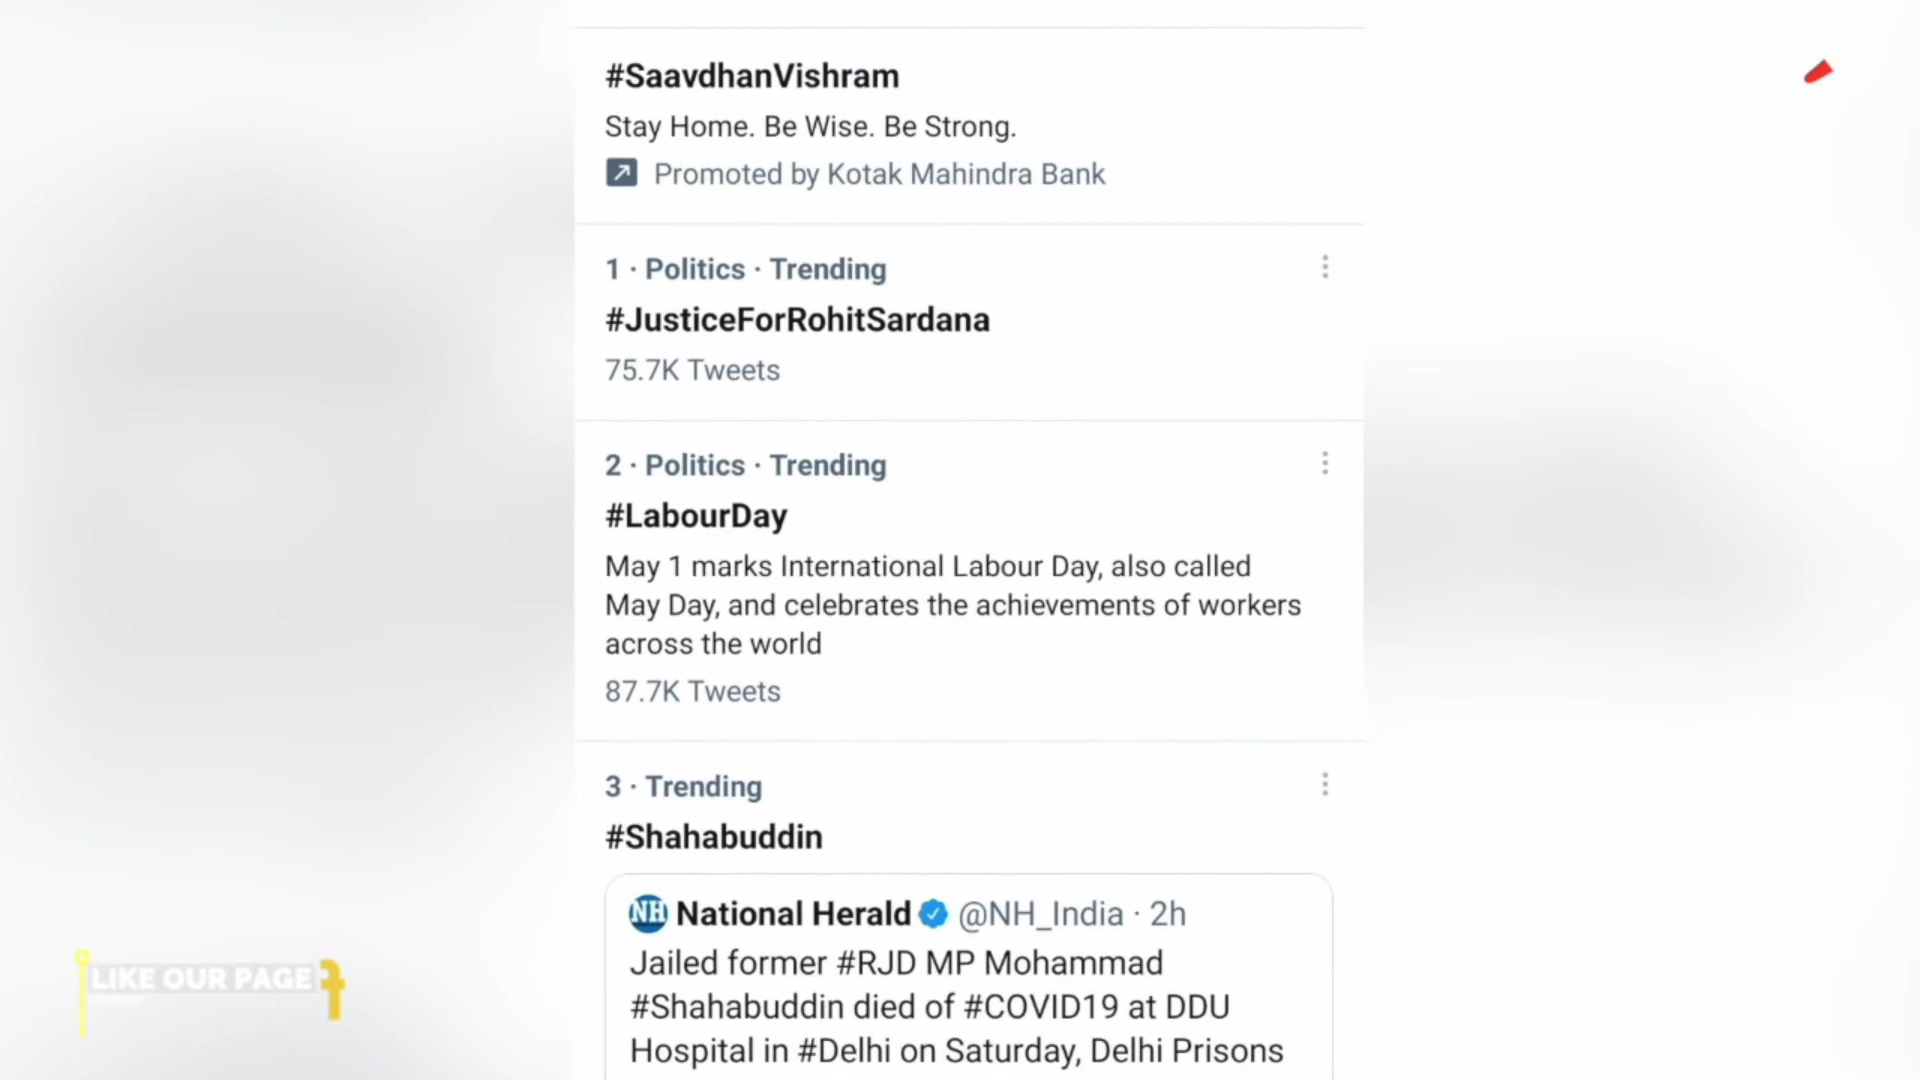 #SaavdhanVishram
Stay Home. Be Wise. Be Strong.
Promoted by Kotak Mahindra Bank
1 · Politics · Trending
#JusticeForRohitSardana
75.7K Tweets
2 · Politics · Trending
#LabourDay
May 1 marks International Labour Day, also called
May Day, and celebrates the achievements of workers
across the world
87.7K Tweets
3 · Trending
#Shahabuddin
NH National Herald @NH_India · 2h
Jailed former #RJD MP Mohammad
#Shahabuddin died of #COVID19 at DDU
Hospital in #Delhi on Saturday, Delhi Prisons
LIKE OUR PAGE